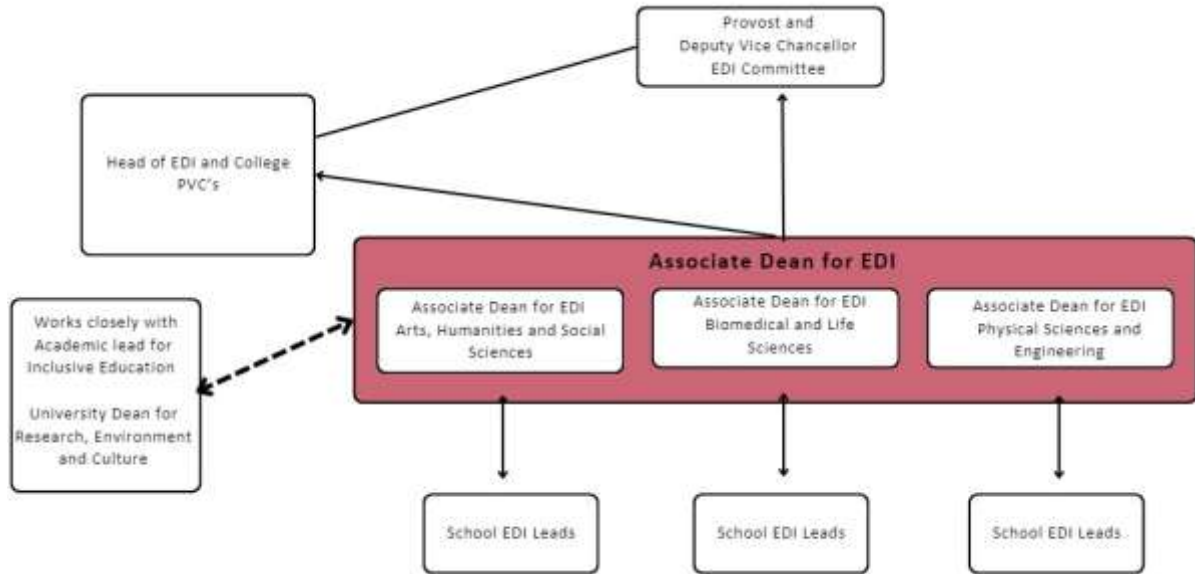 Provost and
Deputy Vice Chancellor
EDI Committee
Head of EDI and College
PVC's
Associate Dean for EDI
Associate Dean for EDI
Arts, Humanities and Social
Sciences
Associate Dean for EDI
Biomedical and Life
Sciences
Associate Dean for EDI
Physical Sciences and
Engineering
Works closely with
Academic lead for
Inclusive Education
University Dean for
Research, Environment
and Culture
School EDI Leads
School EDI Leads
School EDI Leads